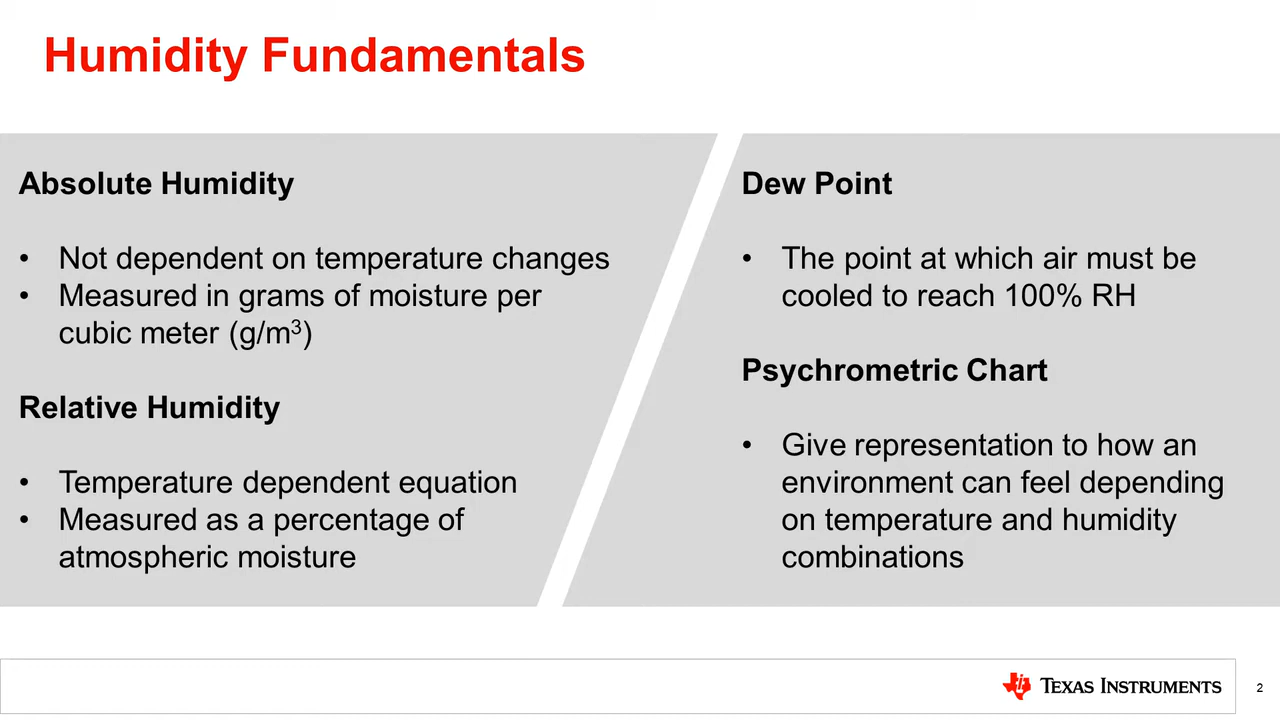 Humidity Fundamentals
Absolute Humidity
• Not dependent on temperature changes
• Measured in grams of moisture per
cubic meter (g/m³)
Relative Humidity
• Temperature dependent equation
• Measured as a percentage of
atmospheric moisture
Dew Point
• The point at which air must be
cooled to reach 100% RH
Psychrometric Chart
• Give representation to how an
environment can feel depending
on temperature and humidity
combinations
TEXAS INSTRUMENTS
2